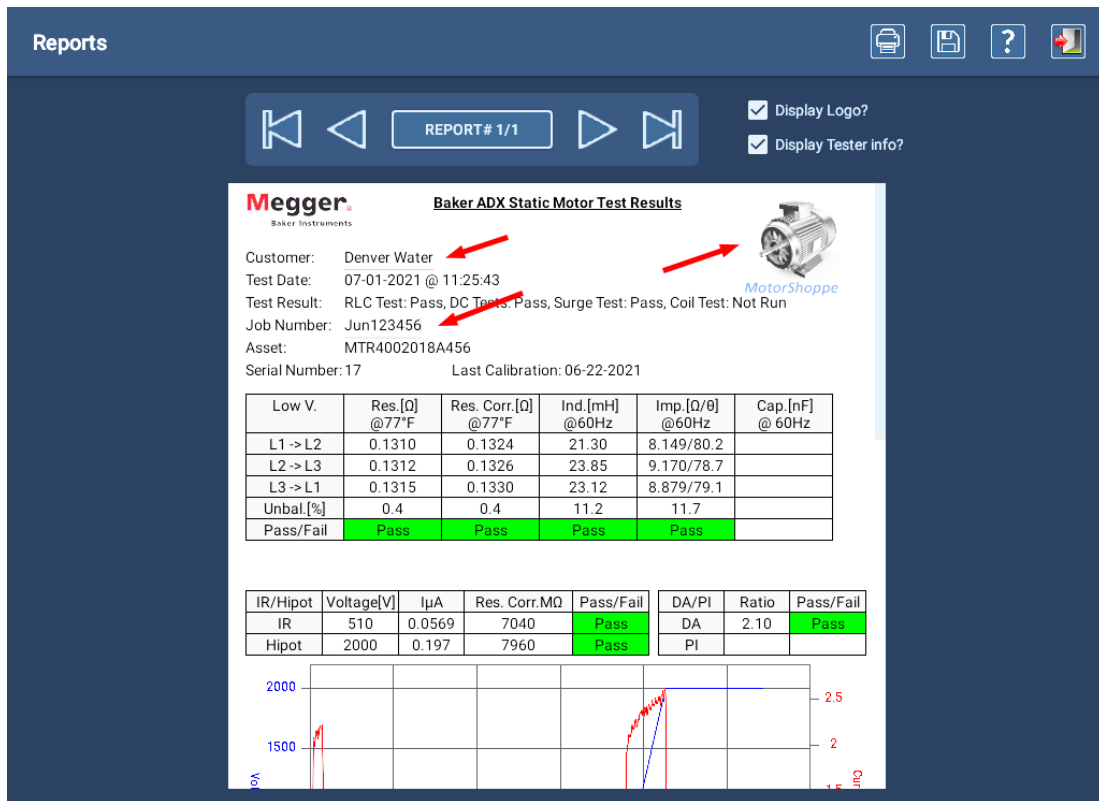 Reports
?
REPORT# 1/1
Display Logo?
Display Tester info?
Megger.
Baker Instruments
Baker ADX Static Motor Test Results
Customer: Denver Water
Test Date: 07-01-2021 @ 11:25:43
MotorShoppe
Test Result: RLC Test: Pass, DC Tests: Pass, Surge Test: Pass, Coil Test: Not Run
Job Number: Jun123456
Asset: MTR4002018A456
Serial Number: 17 Last Calibration: 06-22-2021
Low V. Res.[Ω] @77°F Res. Corr.[Ω] @77°F Ind.[mH] @60Hz Imp.[Ω/θ] @60Hz Cap.[nF] @ 60Hz
L1 -> L2 0.1310 0.1324 21.30 8.149/80.2
L2 -> L3 0.1312 0.1326 23.85 9.170/78.7
L3 -> L1 0.1315 0.1330 23.12 8.879/79.1
Unbal.[%] 0.4 0.4 11.2 11.7
Pass/Fail Pass Pass Pass Pass
IR/Hipot Voltage[V] IµA Res. Corr.MΩ Pass/Fail DA/PI Ratio Pass/Fail
IR 510 0.0569 7040 Pass DA 2.10 Pass
Hipot 2000 0.197 7960 Pass PI
2000
2.5
1500
2